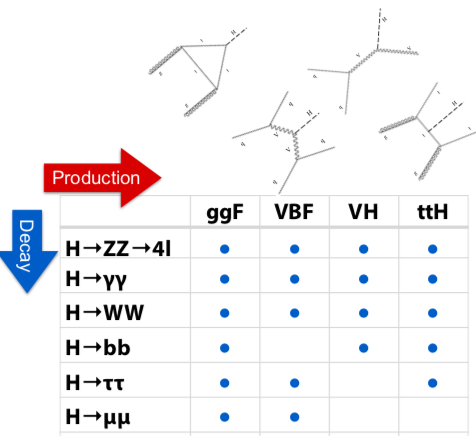 Production
Decay
ggF VBF VH ttH
H→ZZ→4l ● ● ● ●
H→γγ ● ● ● ●
H→WW ● ● ● ●
H→bb ● ● ●
H→ττ ● ● ●
H→μμ ● ●